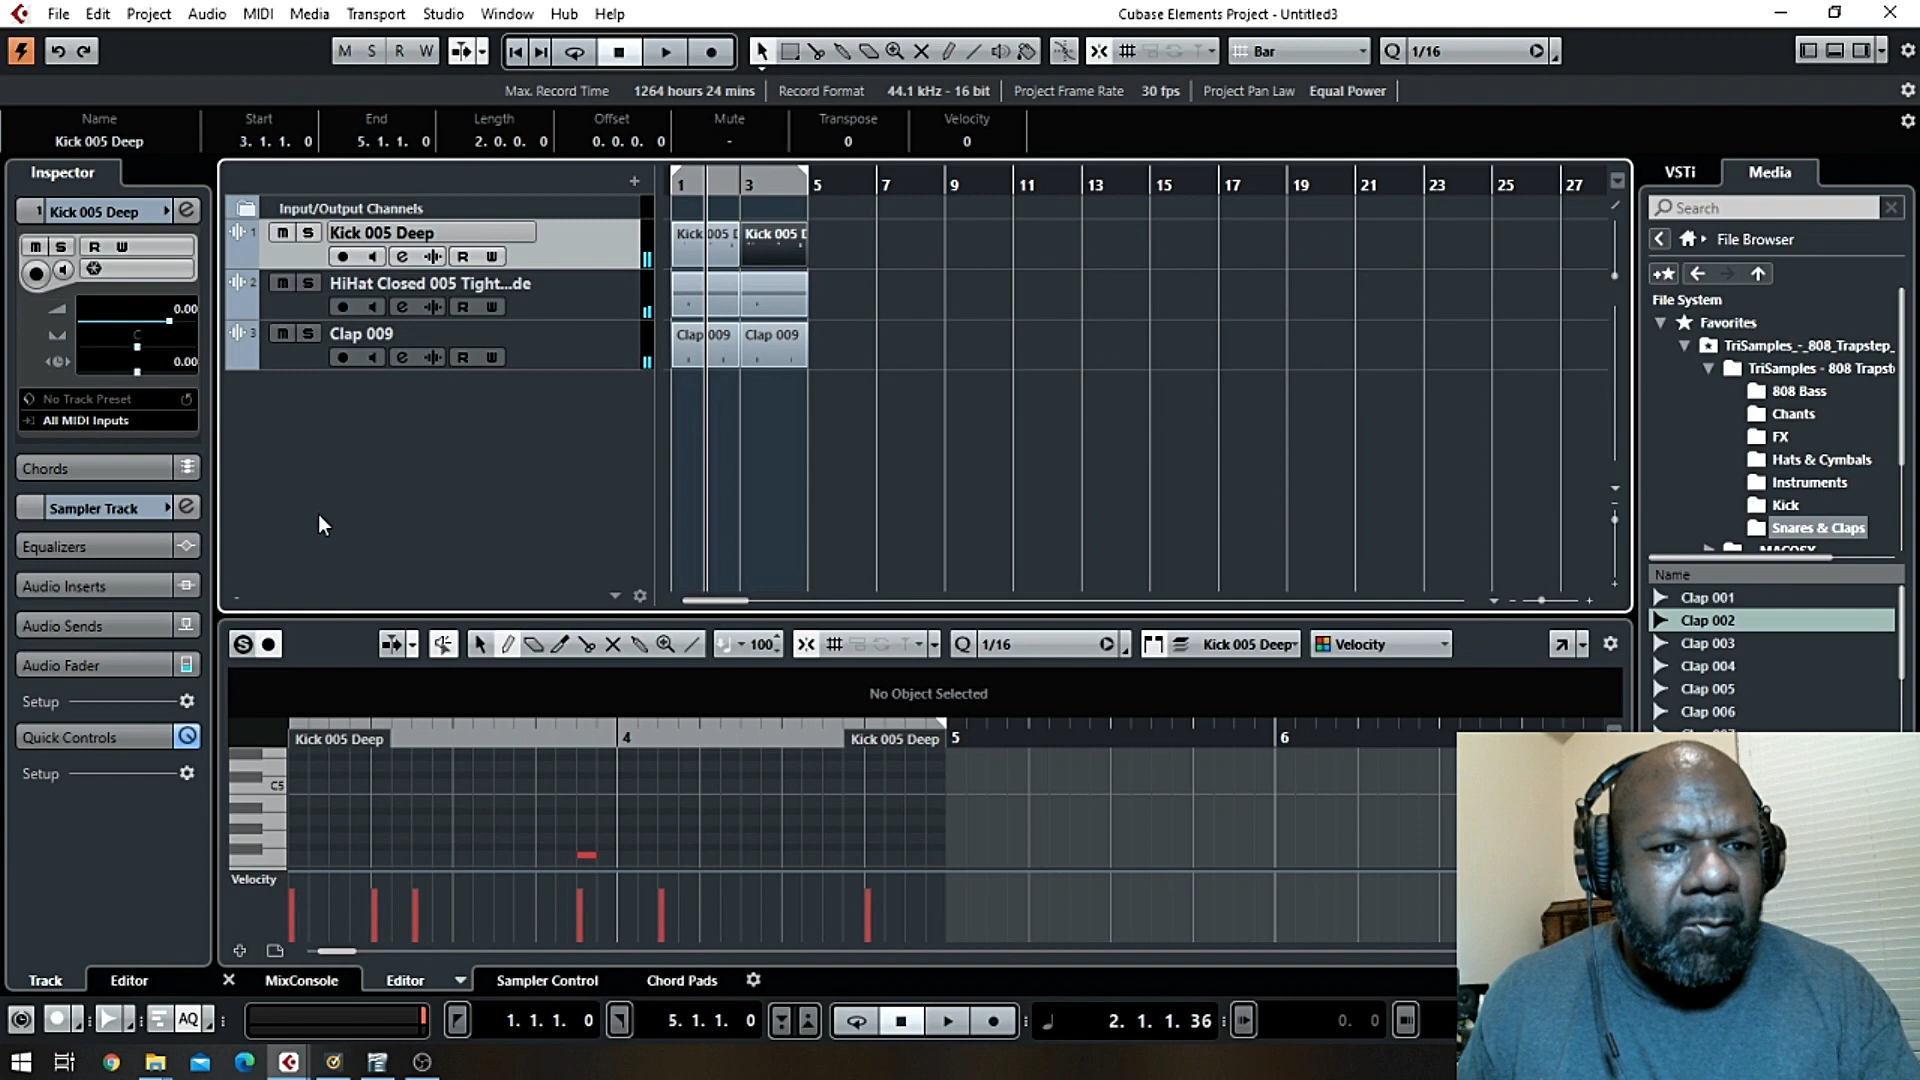 File Edit Project Audio MIDI Media Transport Studio Window Hub Help
Cubase Elements Project - Untitled3
M S R W
Bar
Q 1/16
Max. Record Time 1264 hours 24 mins Record Format 44.1 kHz - 16 bit Project Frame Rate 30 fps Project Pan Law Equal Power
Name Start End Length Offset Mute Transpose Velocity
Kick 005 Deep 3. 1. 1. 0 5. 1. 1. 0 2. 0. 0. 0 0. 0. 0. 0 - 0 0
Inspector
1 Kick 005 Deep
m S R W
0.00
C
0.00
No Track Preset
All MIDI Inputs
Chords
Sampler Track
Equalizers
Audio Inserts
Audio Sends
Audio Fader
Setup
Quick Controls
Setup
Track Editor
1 3 5 7 9 11 13 15 17 19 21 23 25 27
Input/Output Channels
1 m S Kick 005 Deep
e R W
2 m S HiHat Closed 005 Tight...de
e R W
3 m S Clap 009
e R W
Kick 005 D Kick 005 D
Clap 009 Clap 009
VSTi Media
Search
File Browser
File System
Favorites
TriSamples_-_808_Trapstep_
TriSamples - 808 Trapst
808 Bass
Chants
FX
Hats & Cymbals
Instruments
Kick
Snares & Claps
Name
Clap 001
Clap 002
Clap 003
Clap 004
Clap 005
Clap 006
S 100 Q 1/16 Kick 005 Deep Velocity
No Object Selected
Kick 005 Deep 4 Kick 005 Deep 5 6
C5
Velocity
MixConsole Editor Sampler Control Chord Pads
AQ 1. 1. 1. 0 5. 1. 1. 0 2. 1. 1. 36 0. 0